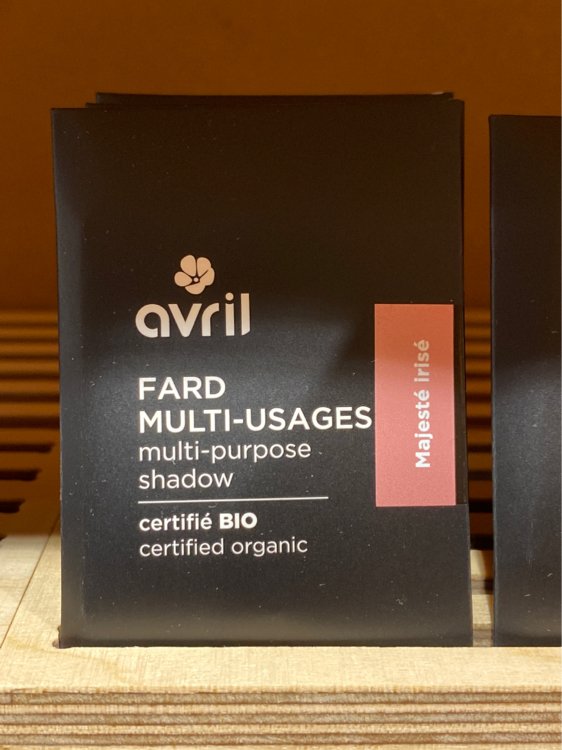 avril
FARD
MULTI-USAGES
multi-purpose
shadow
certifié BIO
certified organic
Majesté irisé